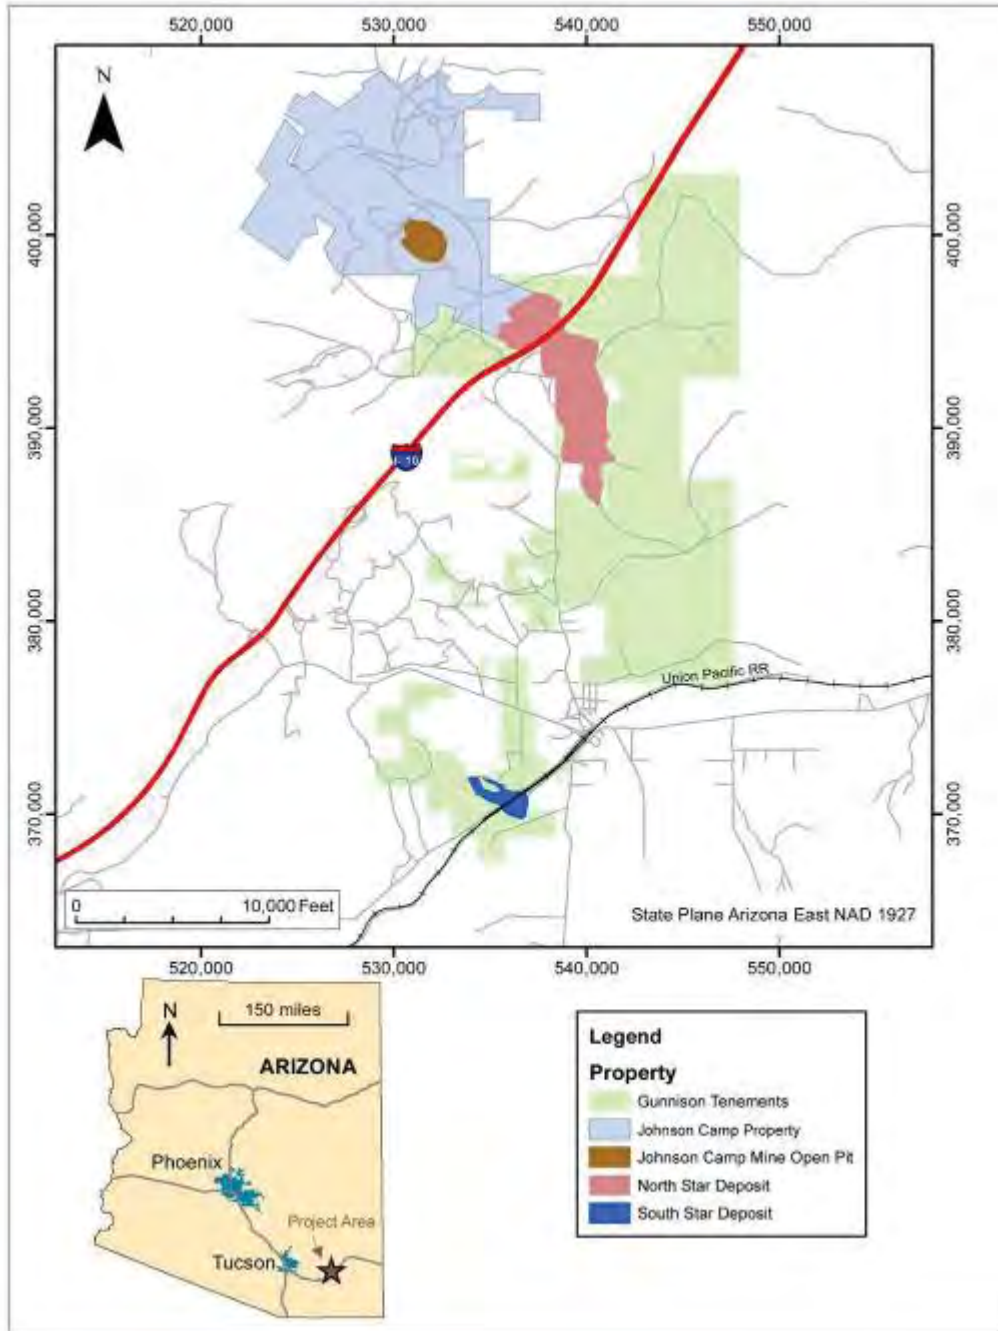 520,000 530,000 540,000 550,000
N
400,000 400,000
390,000 390,000
I-10
380,000 380,000
Union Pacific RR
370,000 370,000
0 10,000 Feet
State Plane Arizona East NAD 1927
520,000 530,000 540,000 550,000
N
150 miles
ARIZONA
Phoenix
Project Area
Tucson
Legend
Property
Gunnison Tenements
Johnson Camp Property
Johnson Camp Mine Open Pit
North Star Deposit
South Star Deposit